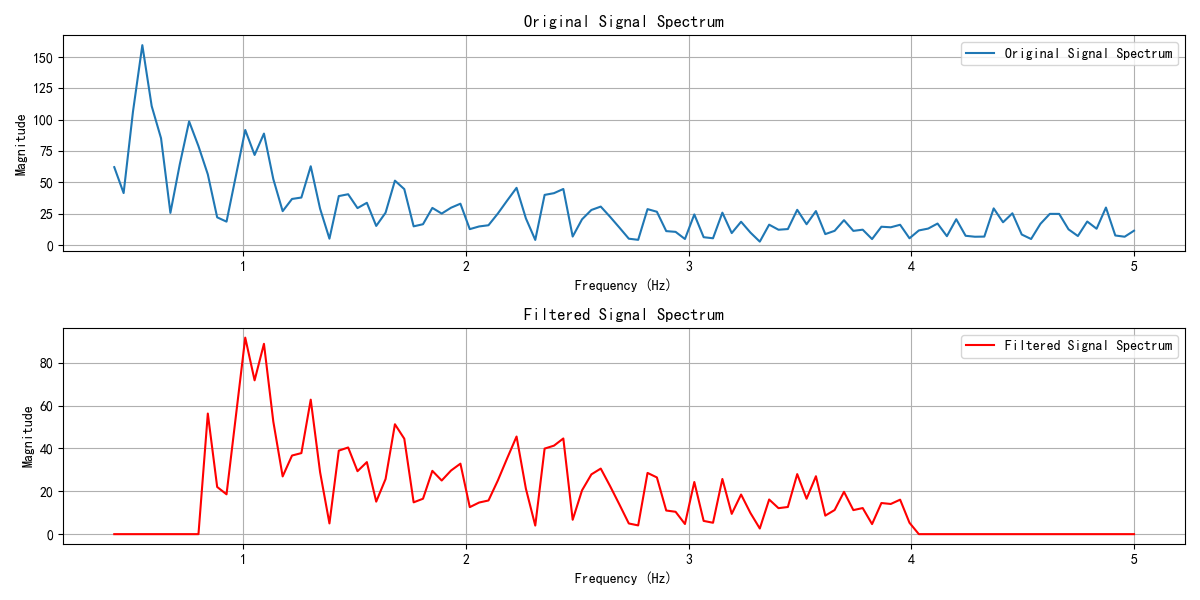 Original Signal Spectrum
Original Signal Spectrum
Magnitude
150
125
100
75
50
25
0
1 2 3 4 5
Frequency (Hz)
Filtered Signal Spectrum
Filtered Signal Spectrum
Magnitude
80
60
40
20
0
1 2 3 4 5
Frequency (Hz)